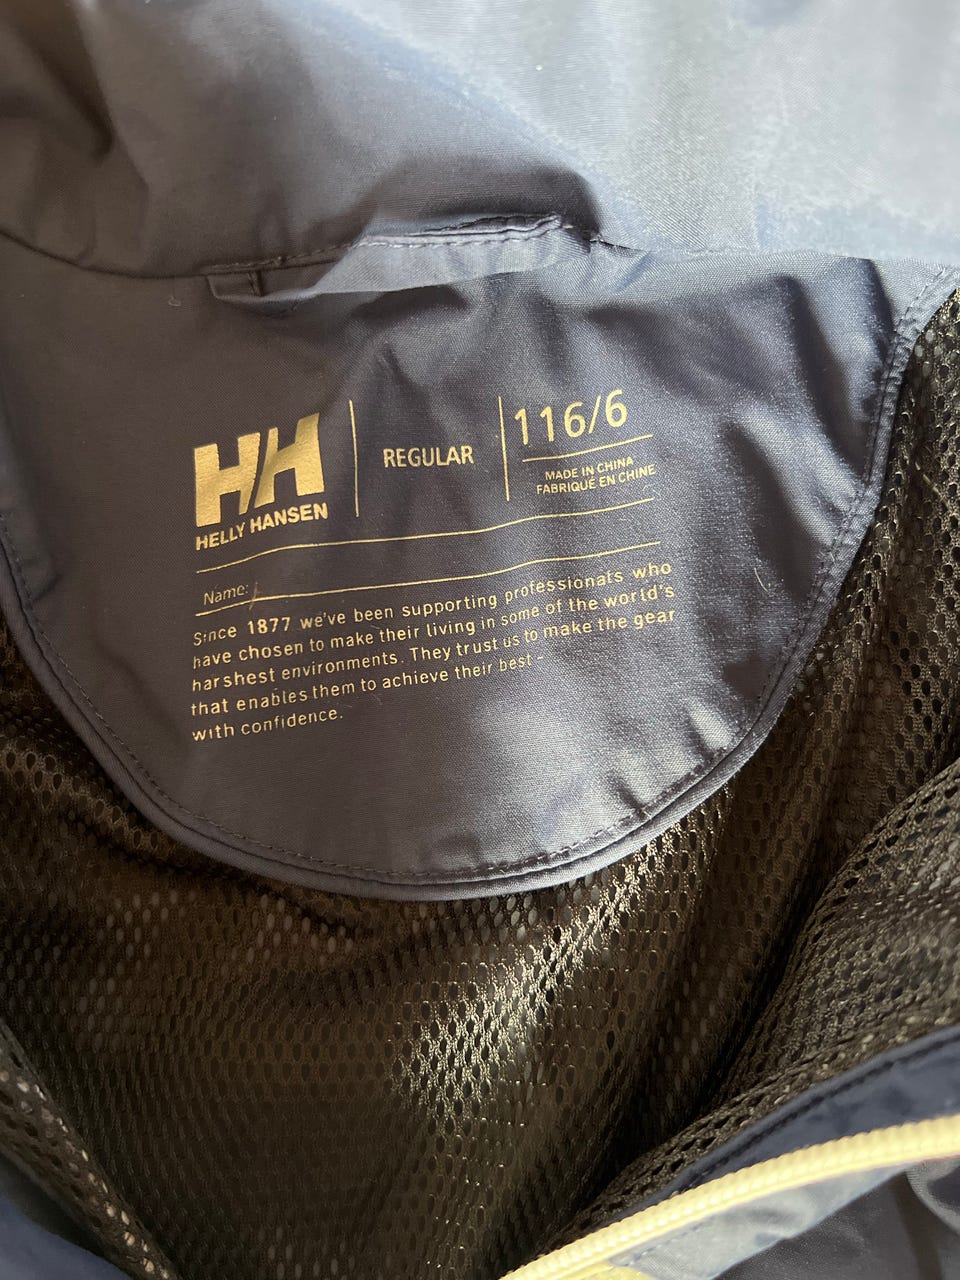 HH
HELLY HANSEN
REGULAR
116/6
MADE IN CHINA
FABRIQUÉ EN CHINE
Name:
Since 1877 we've been supporting professionals who
have chosen to make their living in some of the world's
harshest environments. They trust us to make the gear
that enables them to achieve their best -
with confidence.